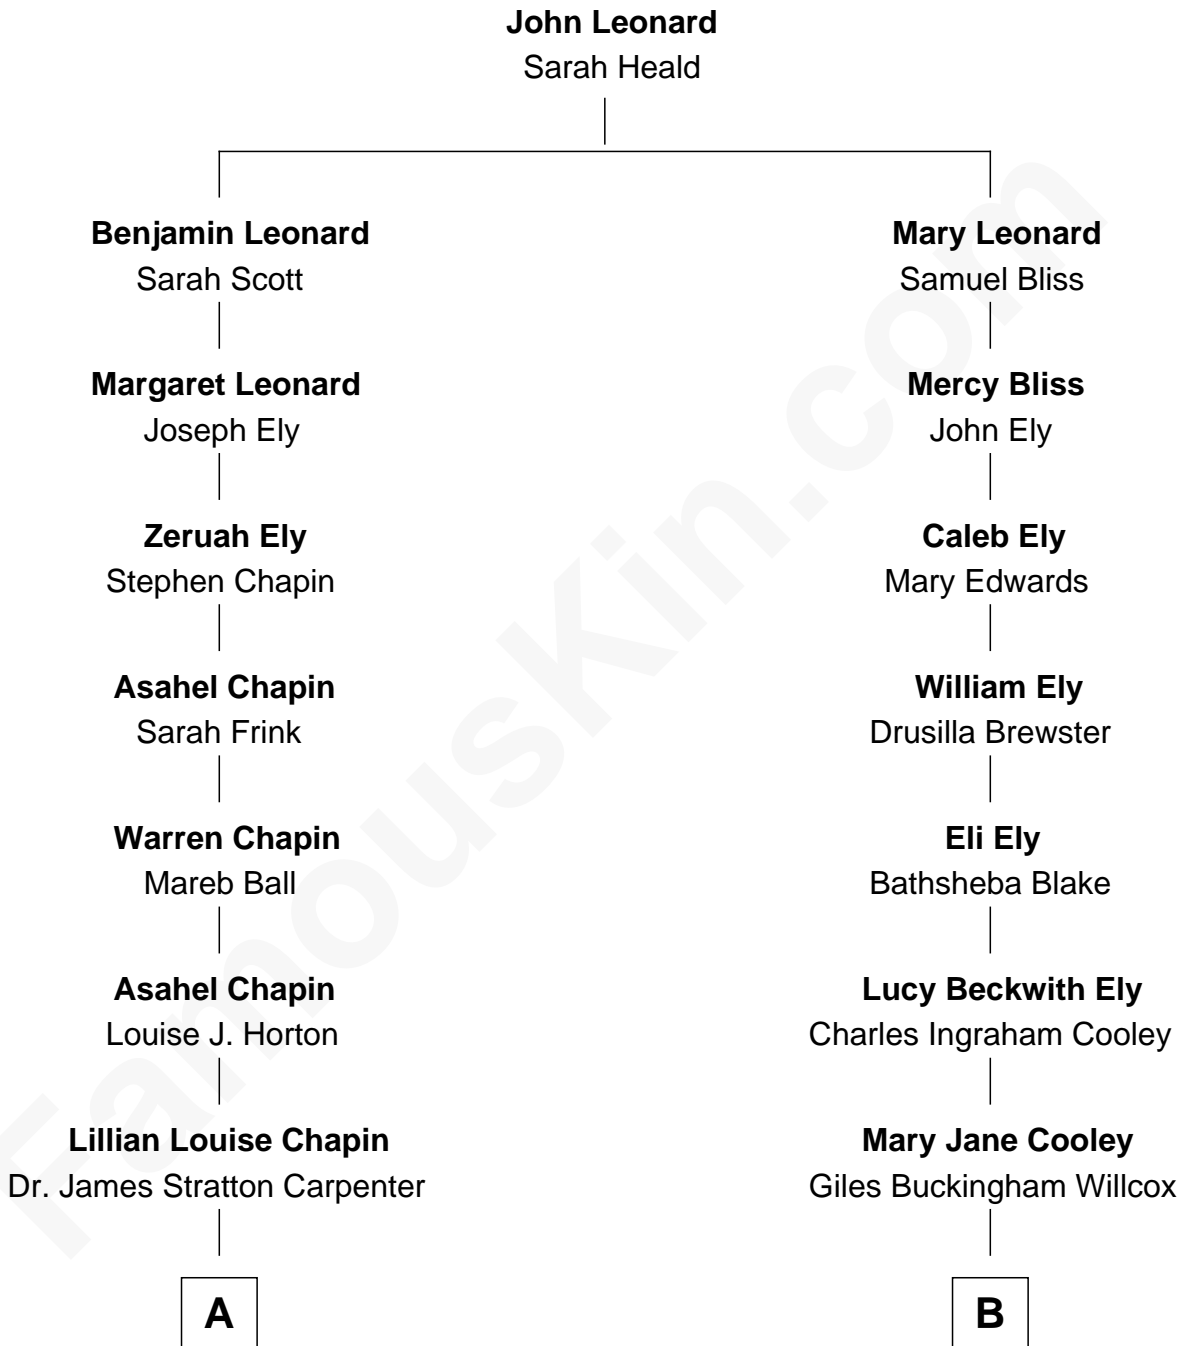 John Leonard
Sarah Heald
Benjamin Leonard
Sarah Scott
Mary Leonard
Samuel Bliss
Margaret Leonard
Joseph Ely
Mercy Bliss
John Ely
Zeruah Ely
Stephen Chapin
Caleb Ely
Mary Edwards
Asahel Chapin
Sarah Frink
William Ely
Drusilla Brewster
Warren Chapin
Mareb Ball
Eli Ely
Bathsheba Blake
Asahel Chapin
Louise J. Horton
Lucy Beckwith Ely
Charles Ingraham Cooley
Lillian Louise Chapin
Dr. James Stratton Carpenter
Mary Jane Cooley
Giles Buckingham Willcox
A
B
FamousKin.com